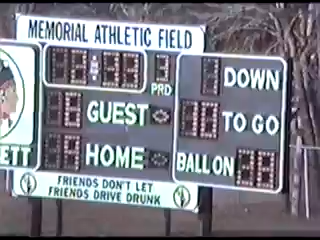 MEMORIAL ATHLETIC FIELD
PRD
DOWN
GUEST
TO GO
ETT
HOME
BALL ON
FRIENDS DON'T LET
FRIENDS DRIVE DRUNK